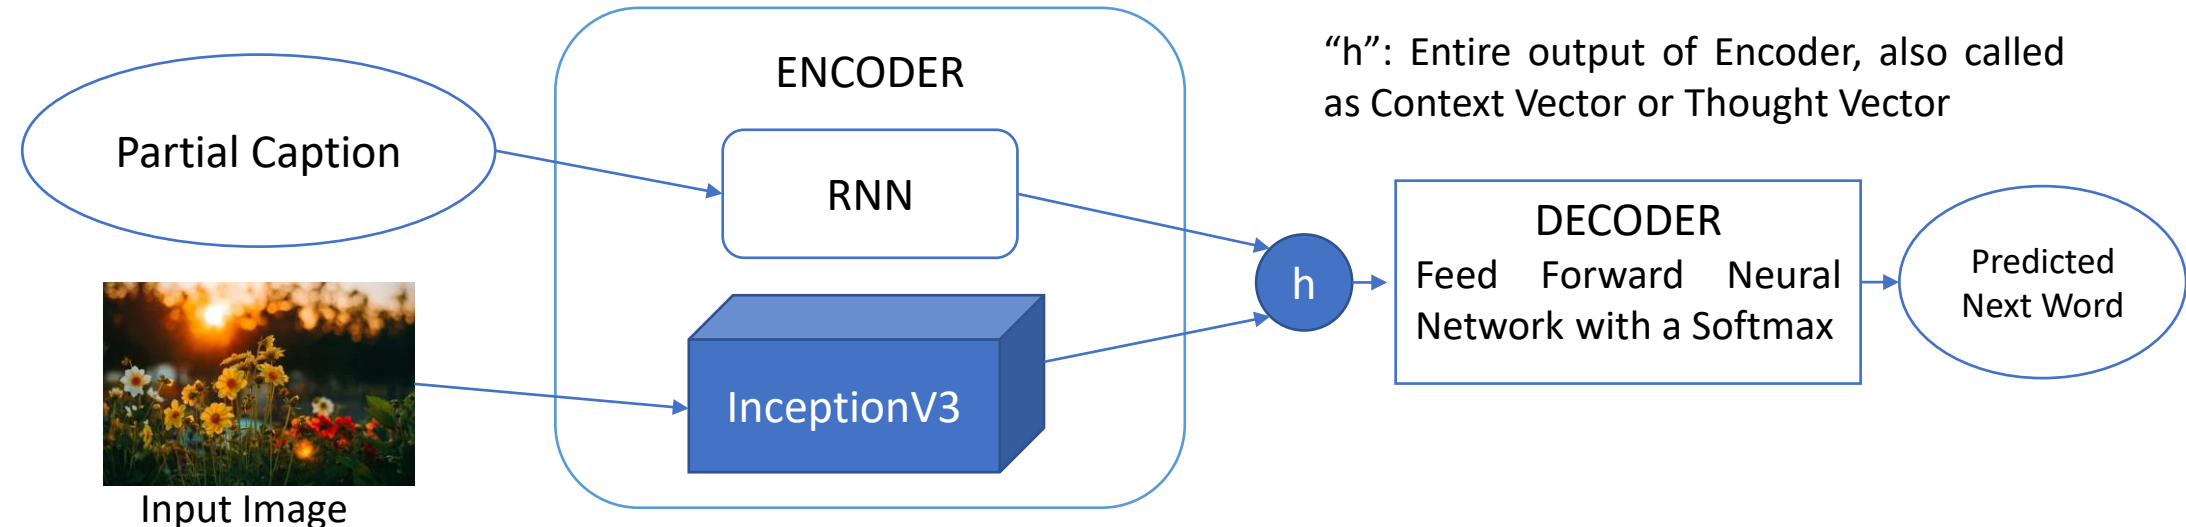 Partial Caption
Input Image
ENCODER
RNN
InceptionV3
“h”: Entire output of Encoder, also called
as Context Vector or Thought Vector
h
DECODER
Feed Forward Neural
Network with a Softmax
Predicted
Next Word